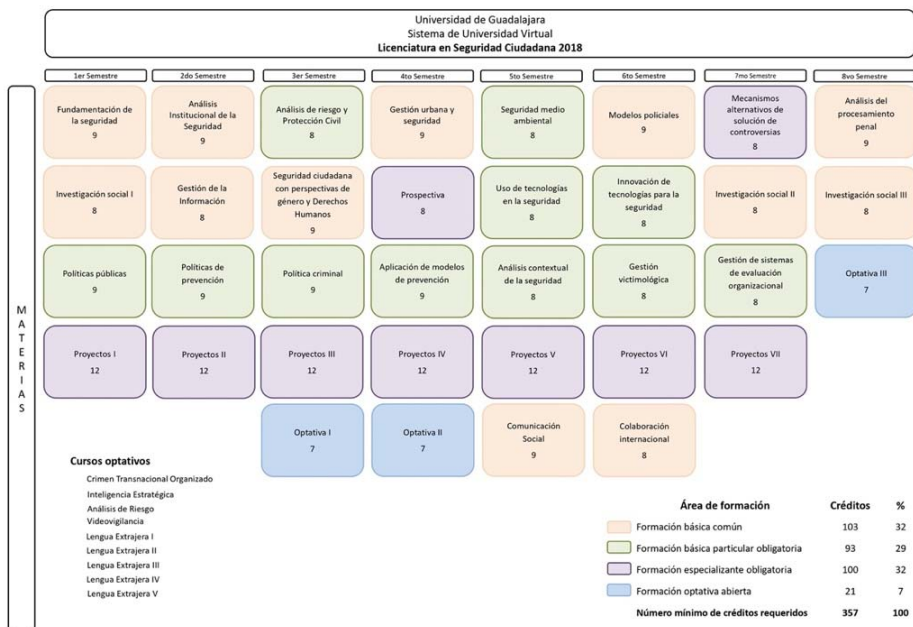 Universidad de Guadalajara
Sistema de Universidad Virtual
Licenciatura en Seguridad Ciudadana 2018
1er Semestre
2do Semestre
3er Semestre
4to Semestre
5to Semestre
6to Semestre
7mo Semestre
8vo Semestre
MATERIAS
Fundamentación de
la seguridad
9
Análisis
Institucional de la
Seguridad
9
Análisis de riesgo y
Protección Civil
8
Gestión urbana y
seguridad
9
Seguridad medio
ambiental
8
Modelos policiales
9
Mecanismos
alternativos de
solución de
controversias
8
Análisis del
procesamiento
penal
9
Investigación social I
8
Gestión de la
Información
8
Seguridad ciudadana
con perspectivas de
género y Derechos
Humanos
9
Prospectiva
8
Uso de tecnologías
en la seguridad
8
Innovación de
tecnologías para la
seguridad
8
Investigación social II
8
Investigación social III
8
Políticas públicas
9
Políticas de
prevención
9
Política criminal
9
Aplicación de modelos
de prevención
9
Análisis contextual
de la seguridad
8
Gestión
victimológica
8
Gestión de sistemas
de evaluación
organizacional
8
Optativa III
7
Proyectos I
12
Proyectos II
12
Proyectos III
12
Proyectos IV
12
Proyectos V
12
Proyectos VI
12
Proyectos VII
12
Optativa I
7
Optativa II
7
Comunicación
Social
9
Colaboración
internacional
8
Cursos optativos
Crimen Transnacional Organizado
Inteligencia Estratégica
Análisis de Riesgo
Videovigilancia
Lengua Extrajera I
Lengua Extrajera II
Lengua Extrajera III
Lengua Extrajera IV
Lengua Extrajera V
Área de formación Créditos %
Formación básica común 103 32
Formación básica particular obligatoria 93 29
Formación especializante obligatoria 100 32
Formación optativa abierta 21 7
Número mínimo de créditos requeridos 357 100